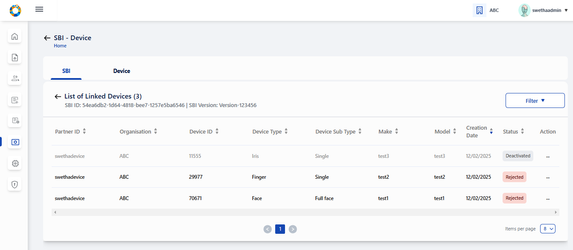 ABC
swethaadmin
SBI - Device
Home
SBI
Device
List of Linked Devices (3)
SBI ID: 54ea6db2-1d64-4818-bee7-1257e5ba6546 | SBI Version: Version-123456
Filter
Partner ID Organisation Device ID Device Type Device Sub Type Make Model Creation Date Status Action
swethadevice ABC 11555 Iris Single test3 test3 12/02/2025 Deactivated ...
swethadevice ABC 29977 Finger Single test2 test2 12/02/2025 Rejected ...
swethadevice ABC 70671 Face Full face test1 test1 12/02/2025 Rejected ...
1
Items per page 8